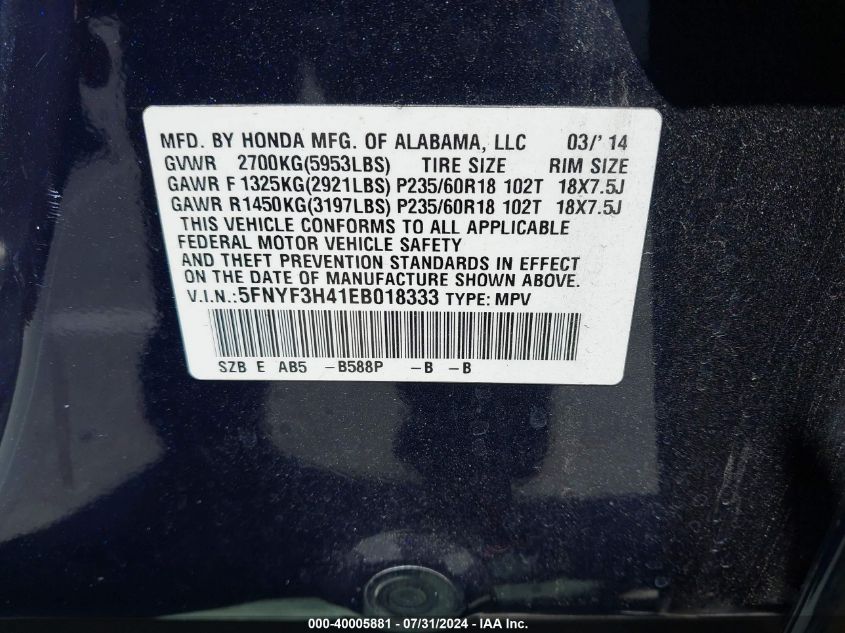 MFD. BY HONDA MFG. OF ALABAMA, LLC 03/' 14
GVWR 2700KG(5953LBS) TIRE SIZE RIM SIZE
GAWR F 1325KG(2921LBS) P235/60R18 102T 18X7.5J
GAWR R1450KG(3197LBS) P235/60R18 102T 18X7.5J
THIS VEHICLE CONFORMS TO ALL APPLICABLE
FEDERAL MOTOR VEHICLE SAFETY
AND THEFT PREVENTION STANDARDS IN EFFECT
ON THE DATE OF MANUFACTURE SHOWN ABOVE.
V.I.N.:5FNYF3H41EB018333 TYPE: MPV
SZB E AB5 -B588P -B -B
000-40005881 - 07/31/2024 - IAA Inc.